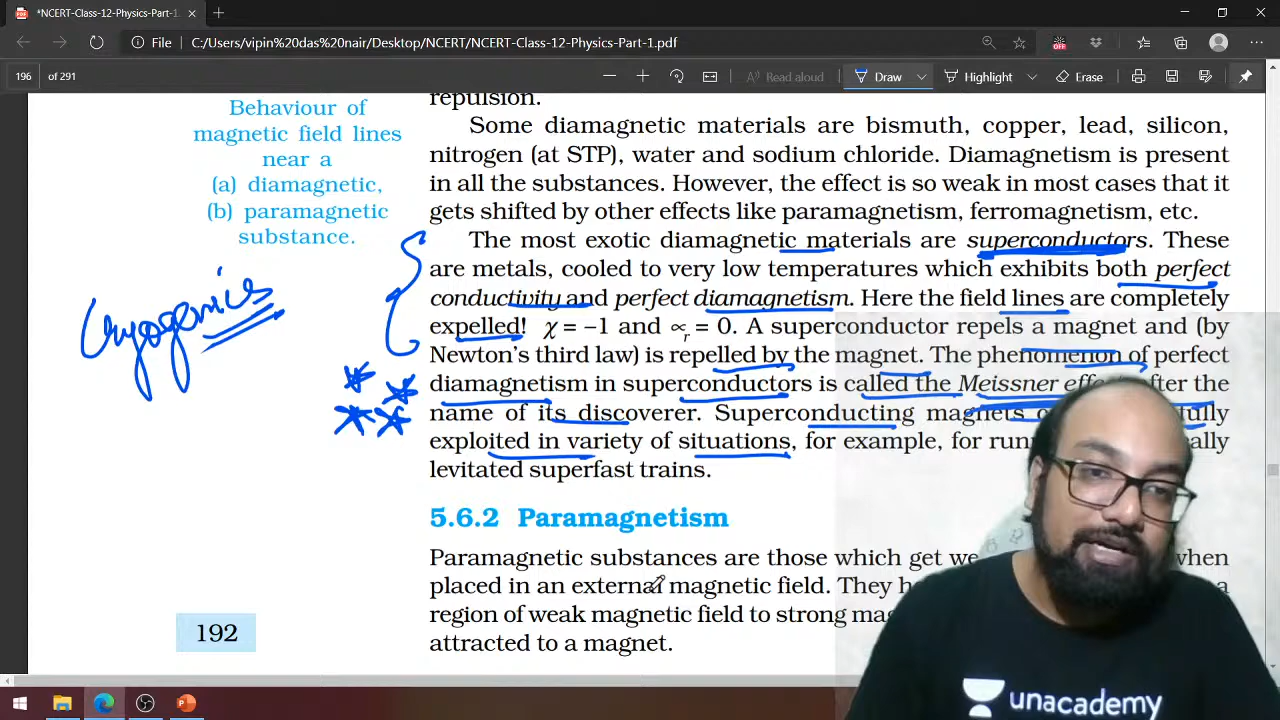 *NCERT-Class-12-Physics-Part-1.
File
C:/Users/vipin%20das%20nair/Desktop/NCERT/NCERT-Class-12-Physics-Part-1.pdf
OFF
196 of 291
Read aloud
Draw
Highlight
Erase
repulsion.
Behaviour of
magnetic field lines
near a
(a) diamagnetic,
(b) paramagnetic
substance.
Some diamagnetic materials are bismuth, copper, lead, silicon,
nitrogen (at STP), water and sodium chloride. Diamagnetism is present
in all the substances. However, the effect is so weak in most cases that it
gets shifted by other effects like paramagnetism, ferromagnetism, etc.
The most exotic diamagnetic materials are superconductors. These
are metals, cooled to very low temperatures which exhibits both perfect
conductivity and perfect diamagnetism. Here the field lines are completely
expelled! χ = −1 and ∝r = 0. A superconductor repels a magnet and (by
Newton's third law) is repelled by the magnet. The phenomenon of perfect
diamagnetism in superconductors is called the Meissner after the
name of its discoverer. Superconducting magnets
exploited in variety of situations, for example, for
levitated superfast trains.
Cryogenics
5.6.2 Paramagnetism
Paramagnetic substances are those which get when
placed in an external magnetic field. They a
region of weak magnetic field to strong
attracted to a magnet.
192
unacademy